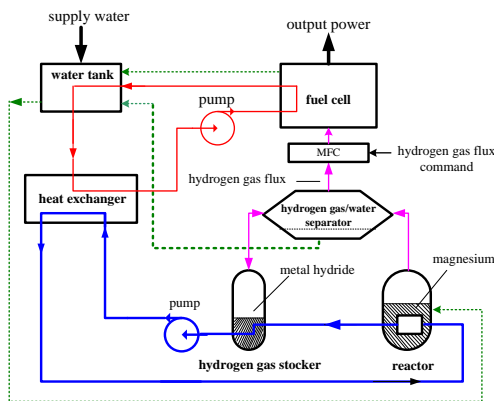 supply water
output power
water tank
fuel cell
pump
MFC
hydrogen gas flux
command
hydrogen gas flux
heat exchanger
hydrogen gas/water
separator
metal hydride
magnesium
pump
hydrogen gas stocker
reactor